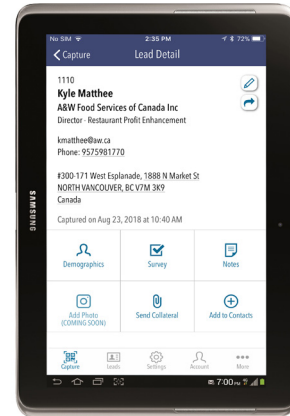 No SIM 2:35 PM 72%
Capture Lead Detail
1110
Kyle Matthee
A&W Food Services of Canada Inc
Director - Restaurant Profit Enhancement
kmatthee@aw.ca
Phone: 9575981770
#300-171 West Esplanade, 1888 N Market St
NORTH VANCOUVER, BC V7M 3K9
Canada
Captured on Aug 23, 2018 at 10:40 AM
SAMSUNG
Demographics Survey Notes
Add Photo
(COMING SOON) Send Collateral Add to Contacts
Capture Leads Settings Account More
7:00 PM